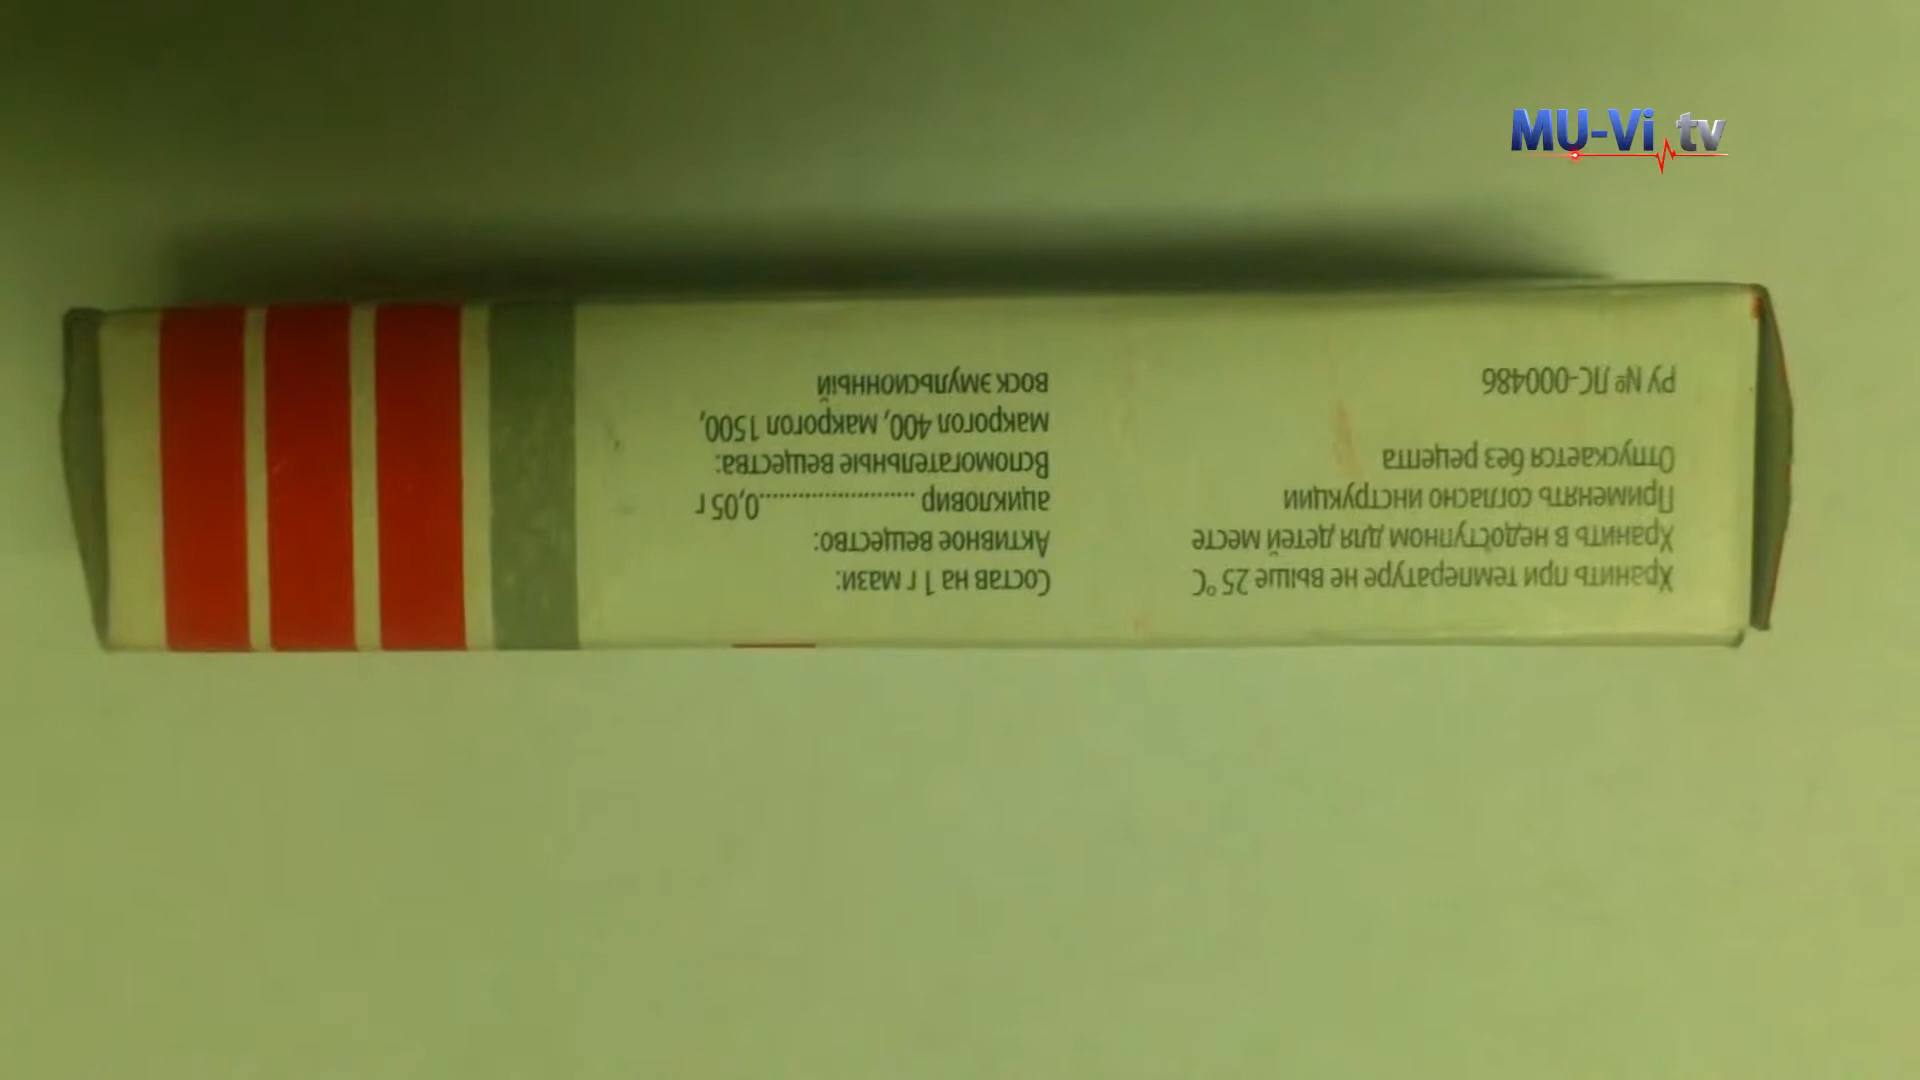 MU-Vi tv
Хранить при температуре не выше 25°С
Хранить в недоступном для детей месте
Применять согласно инструкции
Отпускается без рецепта
РУ № ЛС-000486
Состав на 1 г мази:
Активное вещество:
ацикловир ........................0,05 г
Вспомогательные вещества:
макрогол 400, макрогол 1500,
воск эмульсионный